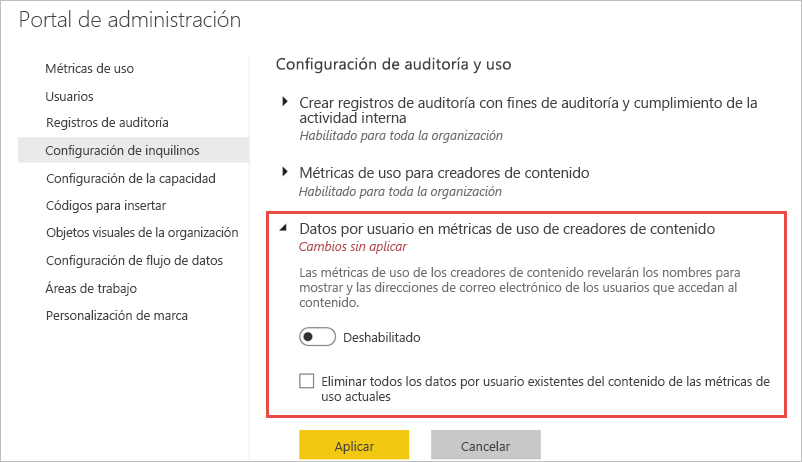 Portal de administración
Métricas de uso
Usuarios
Registros de auditoría
Configuración de inquilinos
Configuración de la capacidad
Códigos para insertar
Objetos visuales de la organización
Configuración de flujo de datos
Áreas de trabajo
Personalización de marca
Configuración de auditoría y uso
Crear registros de auditoría con fines de auditoría y cumplimiento de la
actividad interna
Habilitado para toda la organización
Métricas de uso para creadores de contenido
Habilitado para toda la organización
Datos por usuario en métricas de uso de creadores de contenido
Cambios sin aplicar
Las métricas de uso de los creadores de contenido revelarán los nombres para
mostrar y las direcciones de correo electrónico de los usuarios que accedan al
contenido.
Deshabilitado
Eliminar todos los datos por usuario existentes del contenido de las métricas de
uso actuales
Aplicar
Cancelar